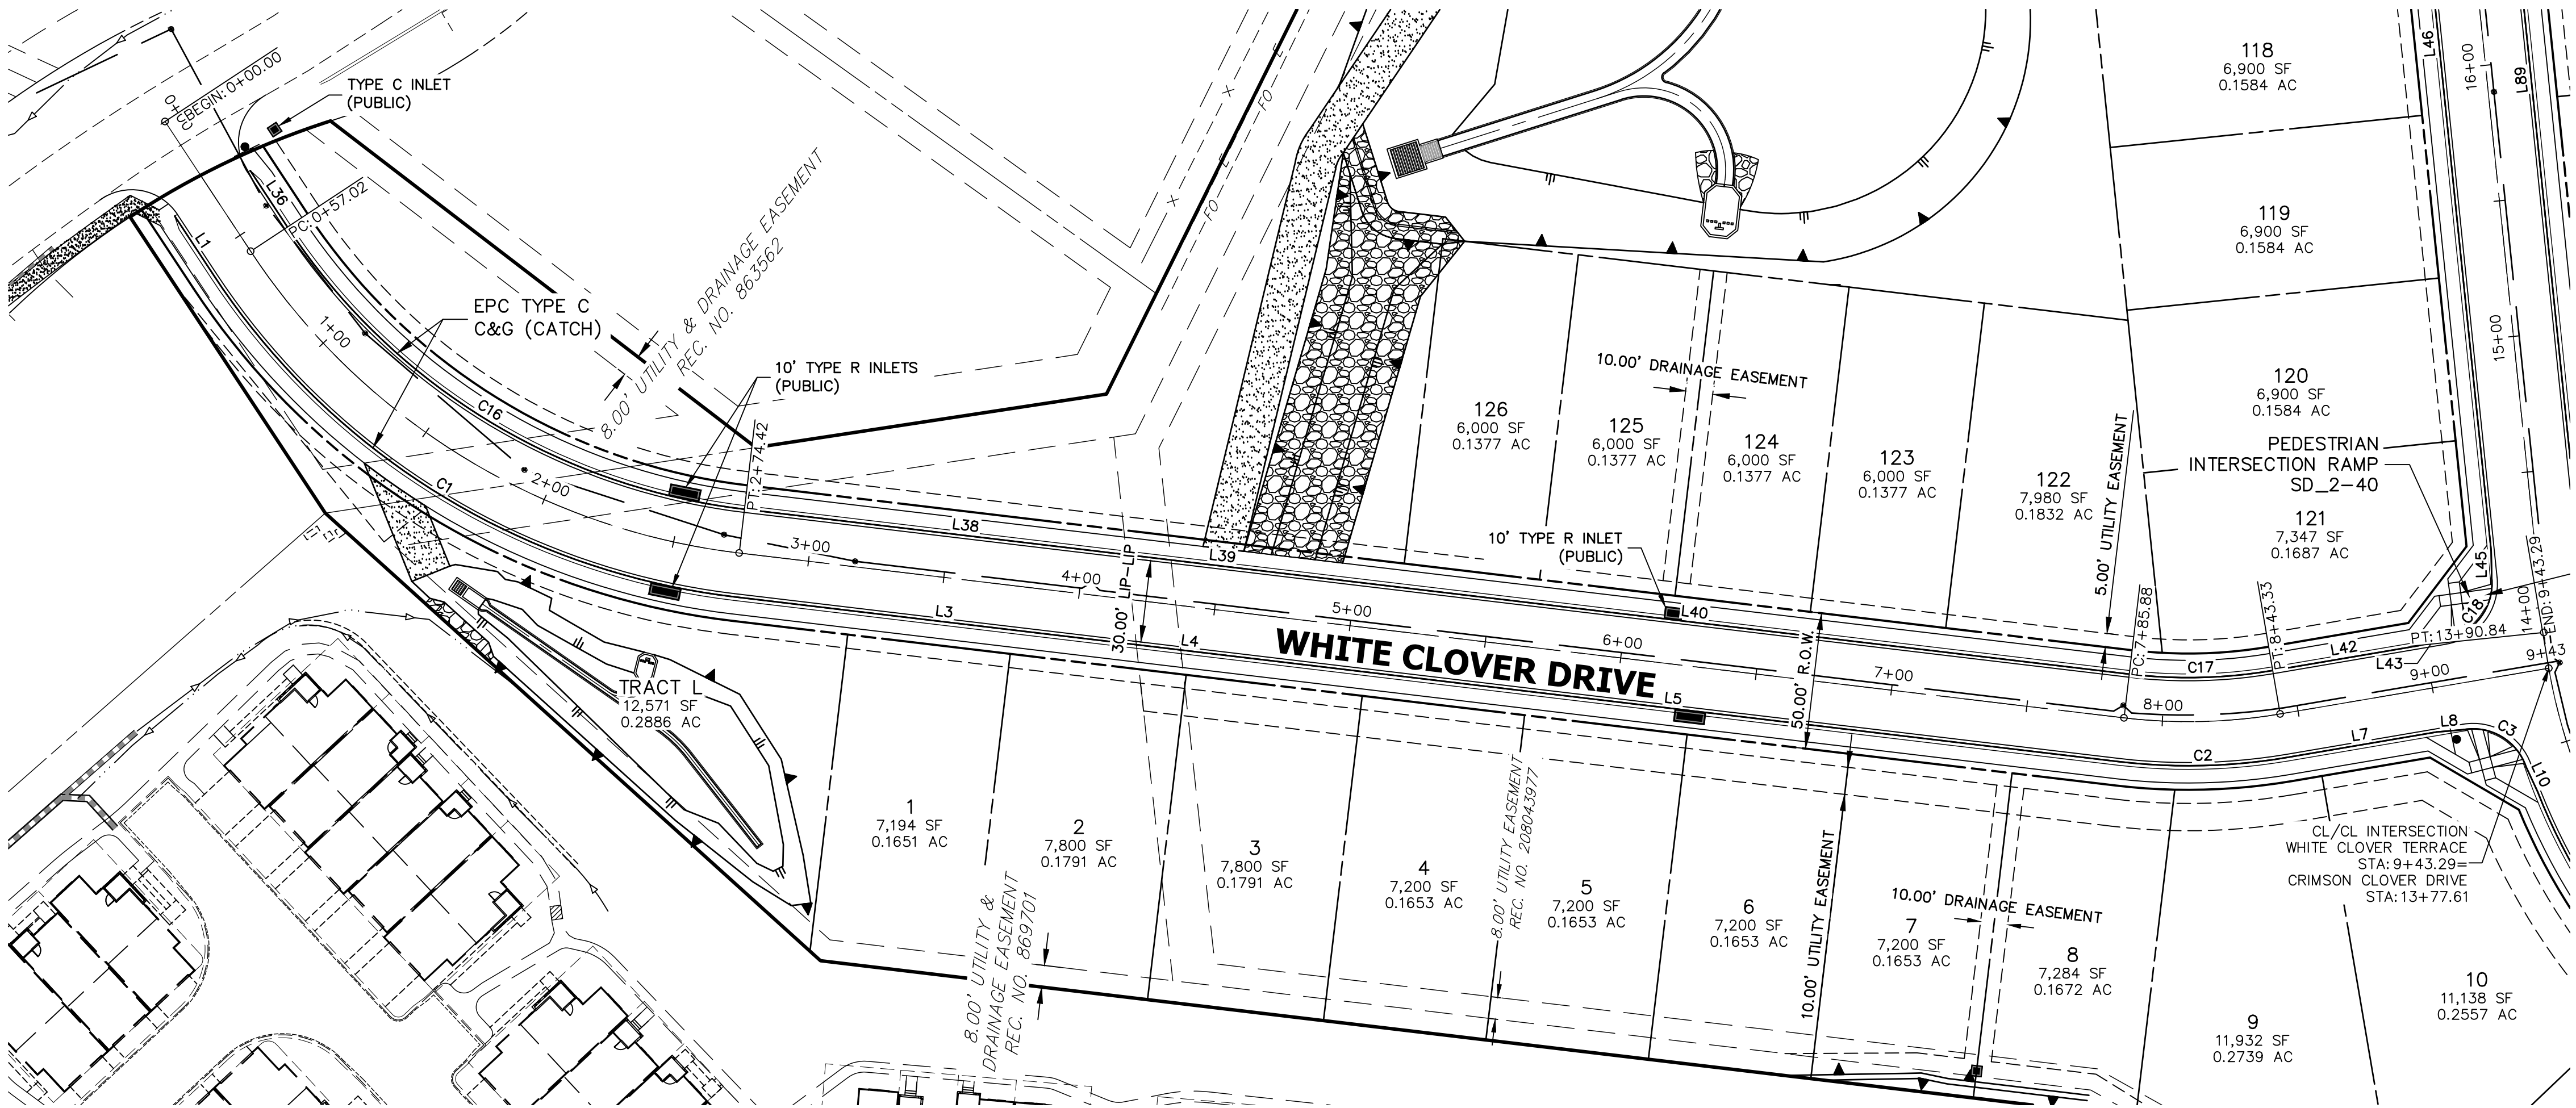 BEGIN: 0+00.00
TYPE C INLET
(PUBLIC)
L36
L1
PC: 0+57.02
EPC TYPE C
C&G (CATCH)
1+00
8.00' UTILITY & DRAINAGE EASEMENT
REC. NO. 863562
10' TYPE R INLETS
(PUBLIC)
C16
C1
2+00
PT: 2+74.42
3+00
L38
L3
X
FO
X
FO
L39
4+00
30.00' LIP-LIP
L4
5+00
WHITE CLOVER DRIVE
6+00
L5
L40
10' TYPE R INLET
(PUBLIC)
50.00' R.O.W.
7+00
10.00' DRAINAGE EASEMENT
126
6,000 SF
0.1377 AC
125
6,000 SF
0.1377 AC
124
6,000 SF
0.1377 AC
123
6,000 SF
0.1377 AC
122
7,980 SF
0.1832 AC
5.00' UTILITY EASEMENT
118
6,900 SF
0.1584 AC
119
6,900 SF
0.1584 AC
120
6,900 SF
0.1584 AC
PEDESTRIAN
INTERSECTION RAMP
SD_2-40
121
7,347 SF
0.1687 AC
L46
16+00
L89
15+00
L45
C18
14+00
END: 9+43.29
PT: 13+90.84
PC: 7+85.88
PT: 8+43.33
C17
L42
L43
8+00
9+00
9+43
C2
L7
L8
C3
L10
CL/CL INTERSECTION
WHITE CLOVER TERRACE
STA: 9+43.29=
CRIMSON CLOVER DRIVE
STA: 13+77.61
TRACT L
12,571 SF
0.2886 AC
1
7,194 SF
0.1651 AC
2
7,800 SF
0.1791 AC
3
7,800 SF
0.1791 AC
4
7,200 SF
0.1653 AC
5
7,200 SF
0.1653 AC
6
7,200 SF
0.1653 AC
7
7,200 SF
0.1653 AC
8
7,284 SF
0.1672 AC
9
11,932 SF
0.2739 AC
10
11,138 SF
0.2557 AC
8.00' UTILITY &
DRAINAGE EASEMENT
REC. NO. 869701
8.00' UTILITY EASEMENT
REC. NO. 208043977
10.00' UTILITY EASEMENT
10.00' DRAINAGE EASEMENT